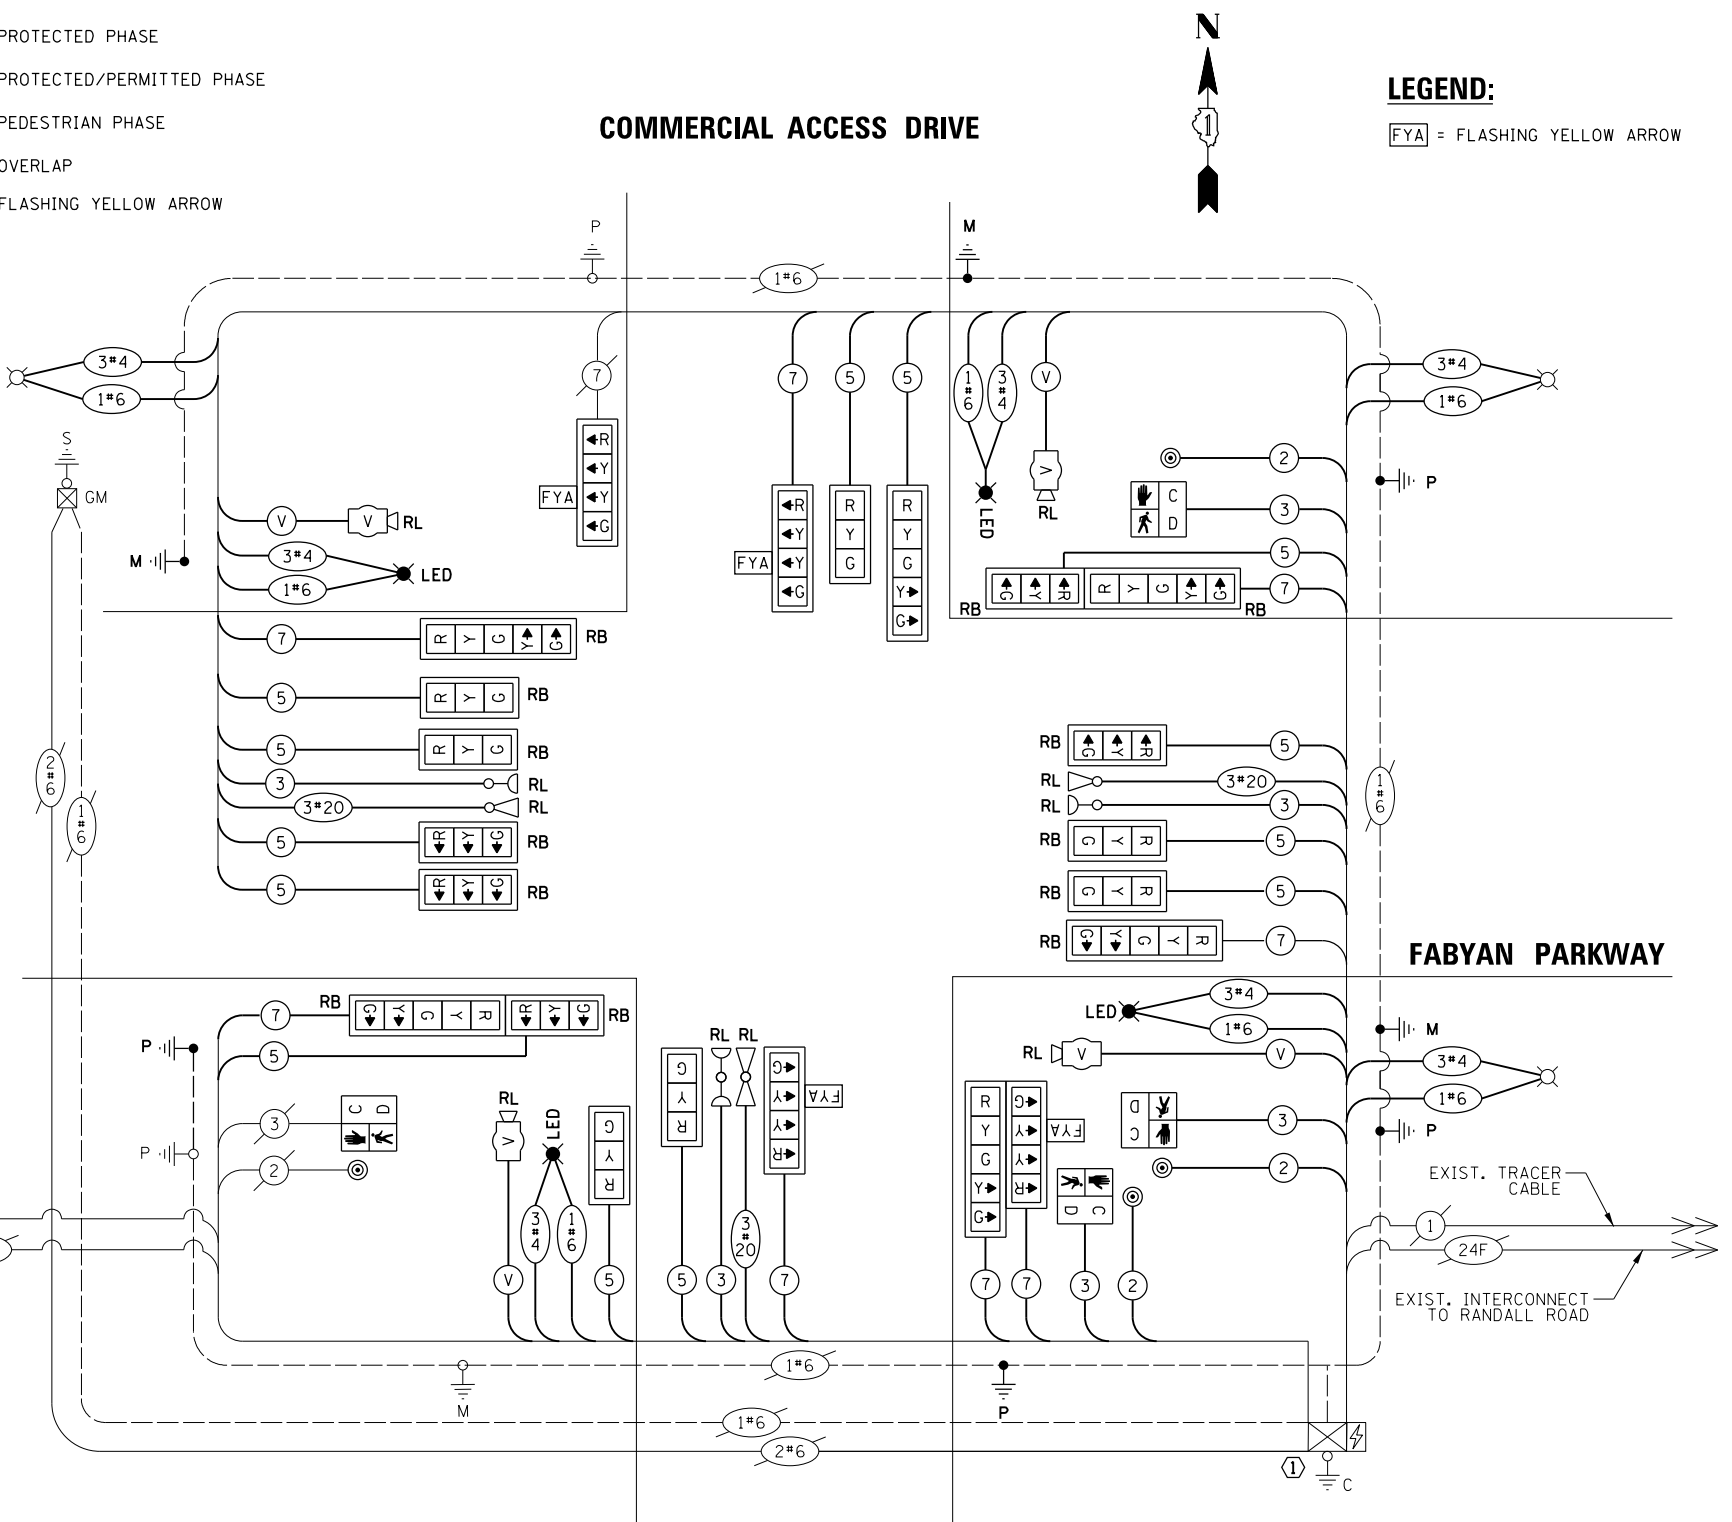 PROTECTED PHASE
PROTECTED/PERMITTED PHASE
PEDESTRIAN PHASE
OVERLAP
FLASHING YELLOW ARROW
COMMERCIAL ACCESS DRIVE
N
1
LEGEND:
FYA = FLASHING YELLOW ARROW
P
M
1#6
3#4
1#6
7
7
5
5
1#6
3#4
V
3#4
1#6
S
GM
R
Y
Y
G
FYA
R
Y
Y
G
FYA
R
Y
G
R
Y
G
Y
G
LED
V
RL
2
C
D
3
P
V
V
RL
3#4
LED
1#6
M
5
G
Y
R
R
Y
G
Y
G
7
RB
RB
7
R
Y
G
Y
G
RB
5
R
Y
G
RB
5
R
Y
G
RB
3
RL
3#20
RL
5
R
Y
G
RB
5
R
Y
G
RB
2#6
1#6
RB
G
Y
R
5
RL
3#20
RL
3
RB
G
Y
R
5
RB
G
Y
R
5
RB
G
Y
G
Y
R
7
1#6
FABYAN PARKWAY
7
RB
G
Y
G
Y
R
R
Y
G
RB
5
P
3
C
D
P
2
RL
V
LED
G
Y
R
3#4
1#6
V
5
RL
RL
G
Y
R
G
Y
Y
R
FYA
3#20
5
3
7
LED
3#4
1#6
RL
V
V
M
3#4
1#6
P
R
Y
G
Y
G
G
Y
Y
R
FYA
D
C
3
2
D
C
7
7
3
2
EXIST. TRACER
CABLE
1
24F
EXIST. INTERCONNECT
TO RANDALL ROAD
1#6
M
P
1#6
2#6
1
C